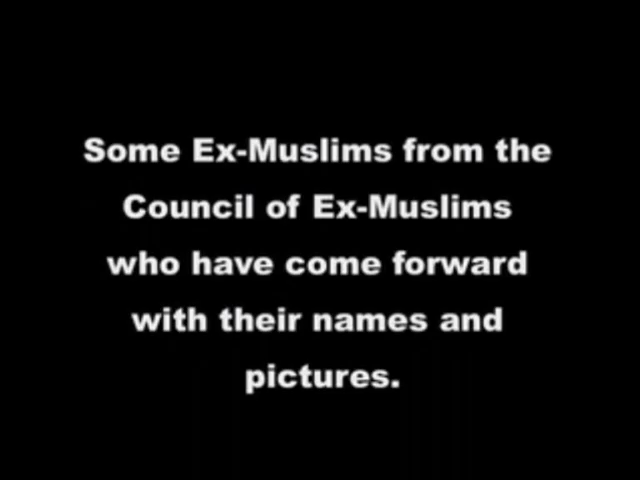 Some Ex-Muslims from the
Council of Ex-Muslims
who have come forward
with their names and
pictures.